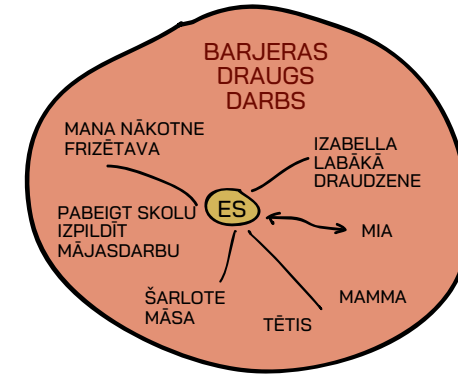 BARJERAS
DRAUGS
DARBS
MANA NĀKOTNE
FRIZĒTAVA
IZABELLA
LABĀKĀ
DRAUDZENE
ES
PABEIGT SKOLU
IZPILDĪT
MĀJASDARBU
MIA
ŠARLOTE
MĀSA
TĒTIS
MAMMA